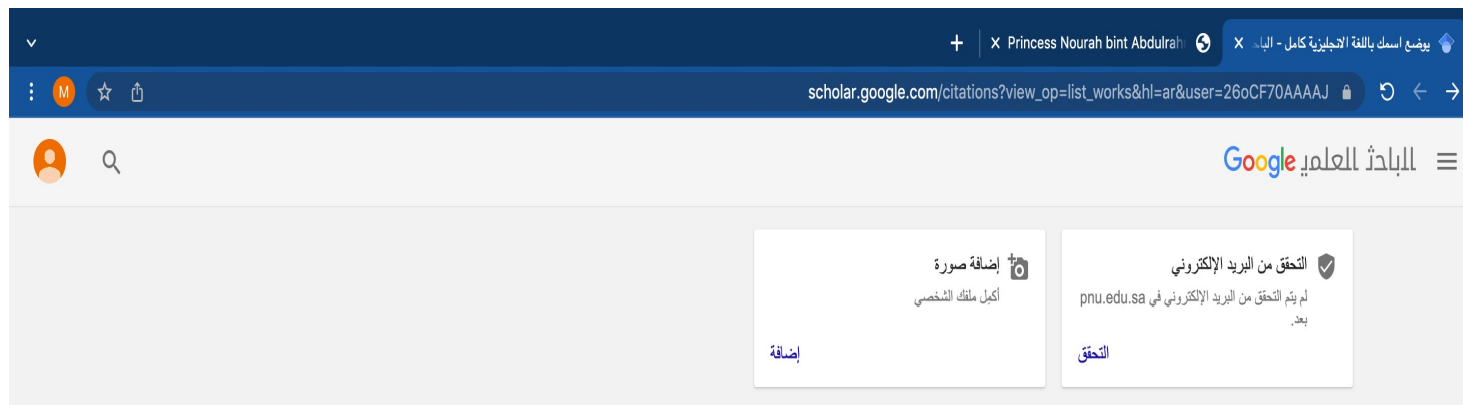 يوضع اسمك باللغة الانجليزية كامل - الباحـ
Princess Nourah bint Abdulrah
scholar.google.com/citations?view_op=list_works&hl=ar&user=26oCF70AAAAJ
M
الباحث العلمي Google
التحقق من البريد الإلكتروني
لم يتم التحقق من البريد الإلكتروني في pnu.edu.sa
بعد.
التحقق
إضافة صورة
أكمِل ملفك الشخصي
إضافة